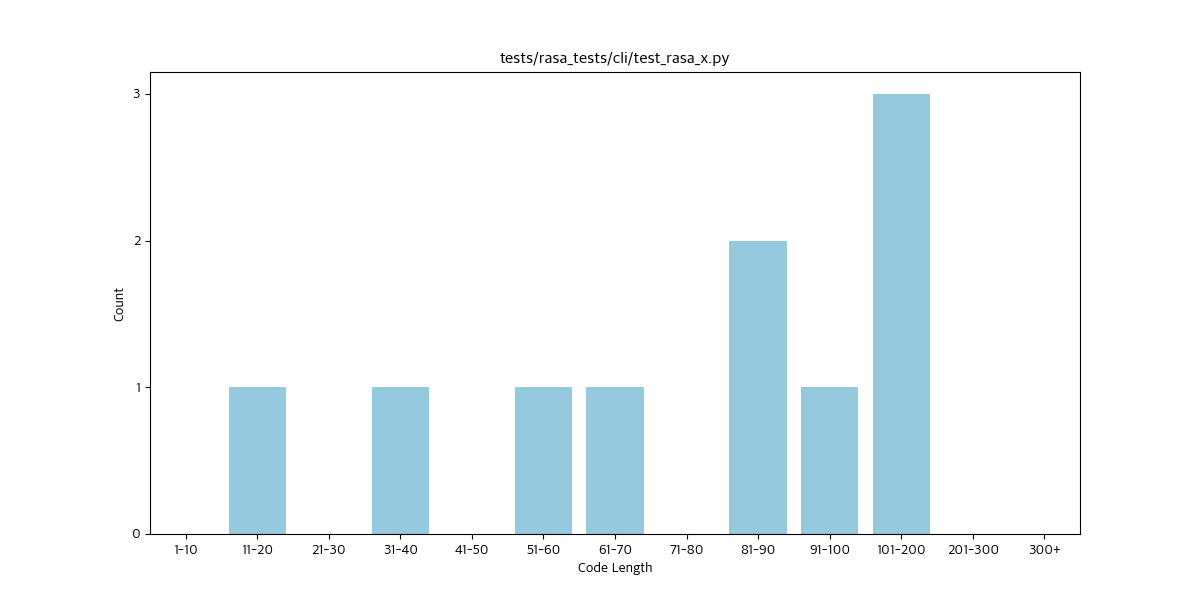 tests/rasa_tests/cli/test_rasa_x.py
3
2
1
0
Count
1-10 11-20 21-30 31-40 41-50 51-60 61-70 71-80 81-90 91-100 101-200 201-300 300+
Code Length